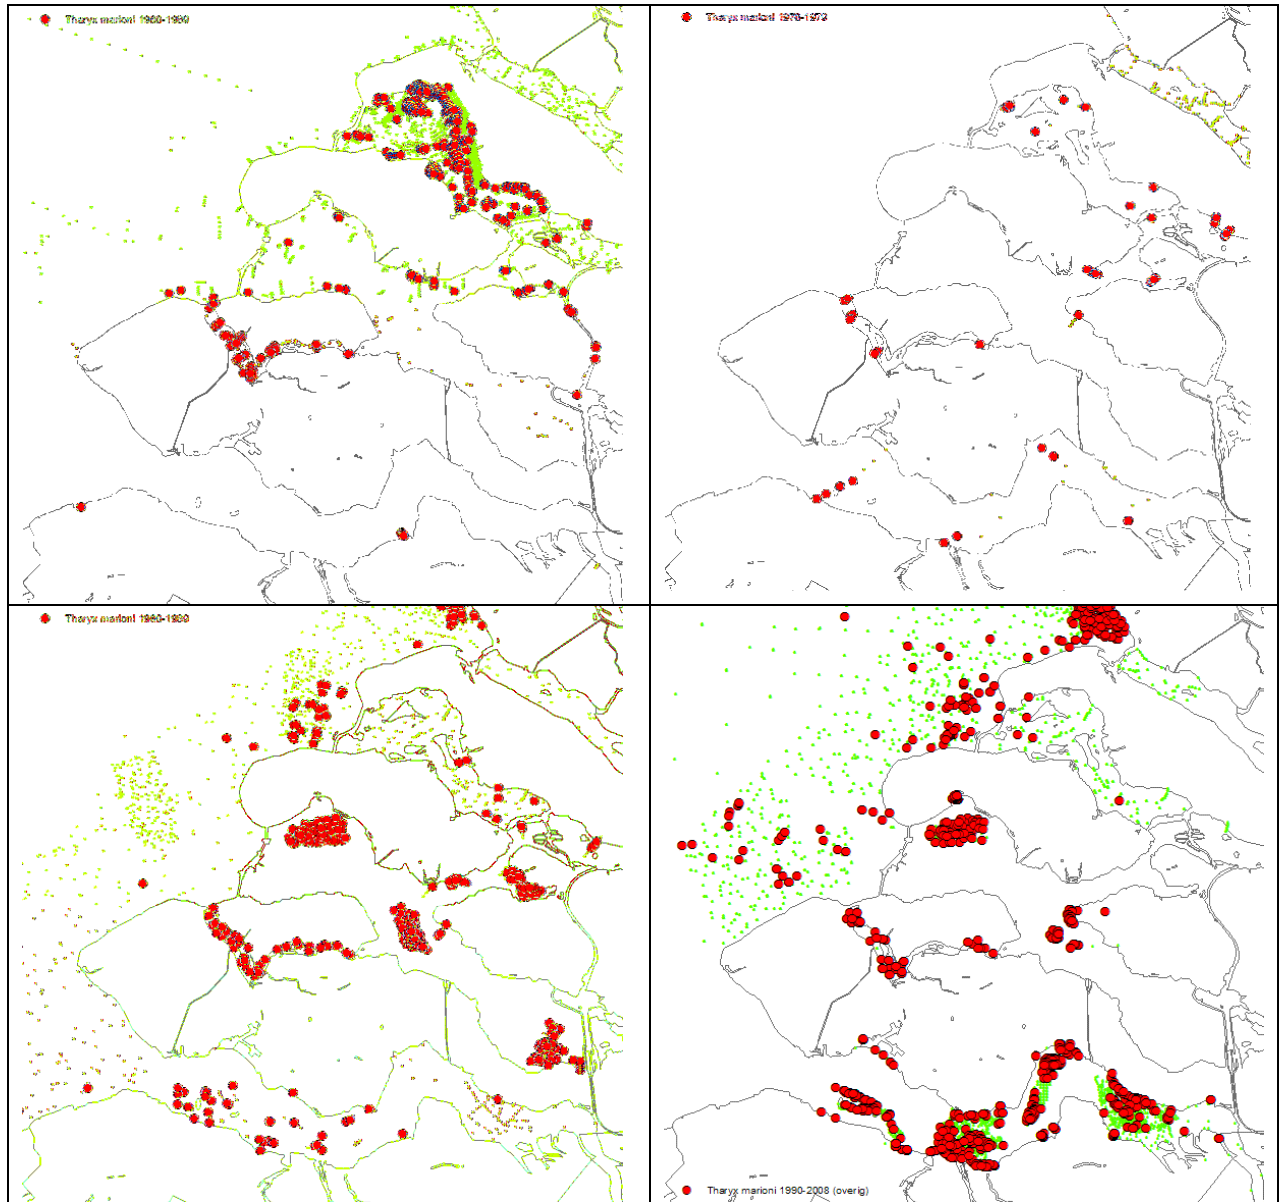 Tharyx marioni 1960-1969
Tharyx marioni 1970-1979
Tharyx marioni 1980-1989
Tharyx marioni 1990-2008 (overig)